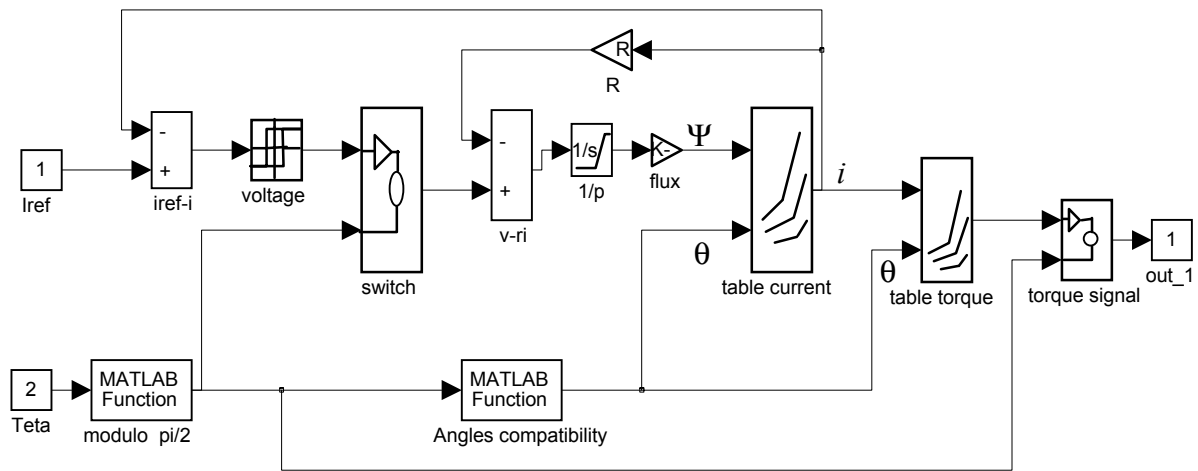 R
R
-
+
iref-i
1
Iref
voltage
switch
-
+
v-ri
1/s
1/p
K-
flux
Ψ
θ
table current
i
θ
table torque
torque signal
1
out_1
2
Teta
MATLAB
Function
modulo pi/2
MATLAB
Function
Angles compatibility